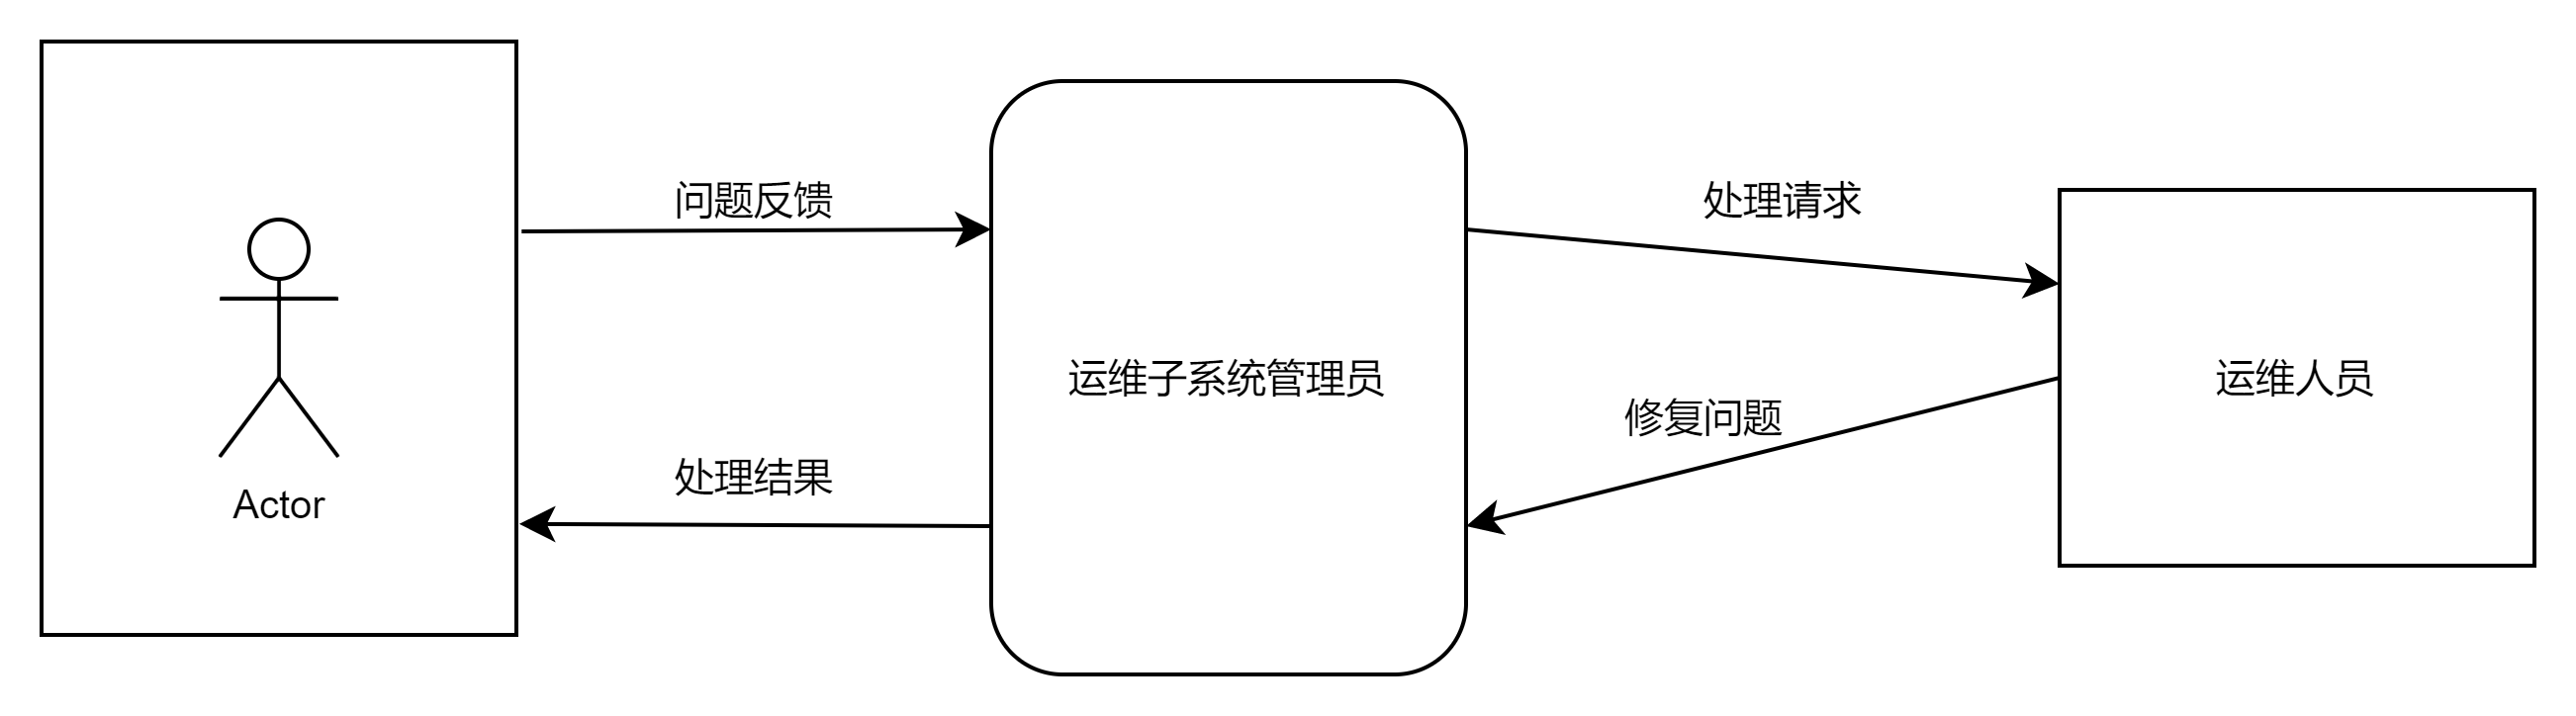 问题反馈
处理请求
运维子系统管理员
运维人员
修复问题
处理结果
Actor